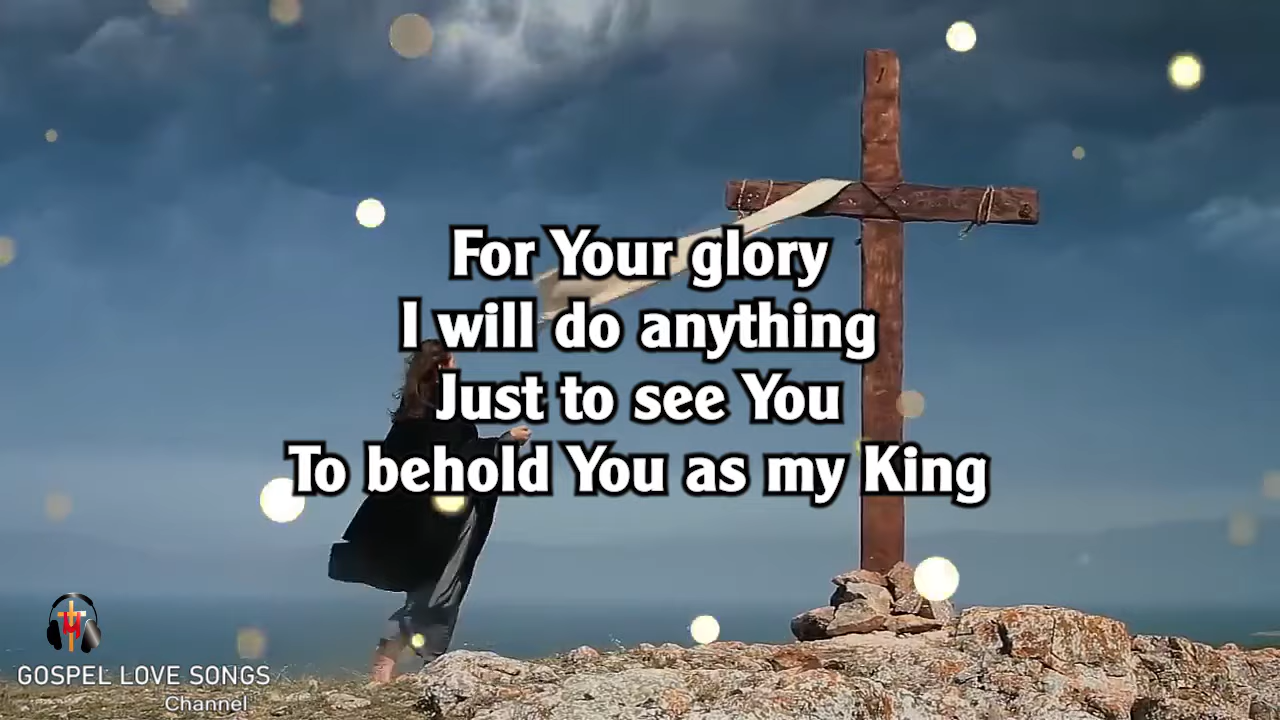 For Your glory
I will do anything
Just to see You
To behold You as my King
GOSPEL LOVE SONGS
Channel